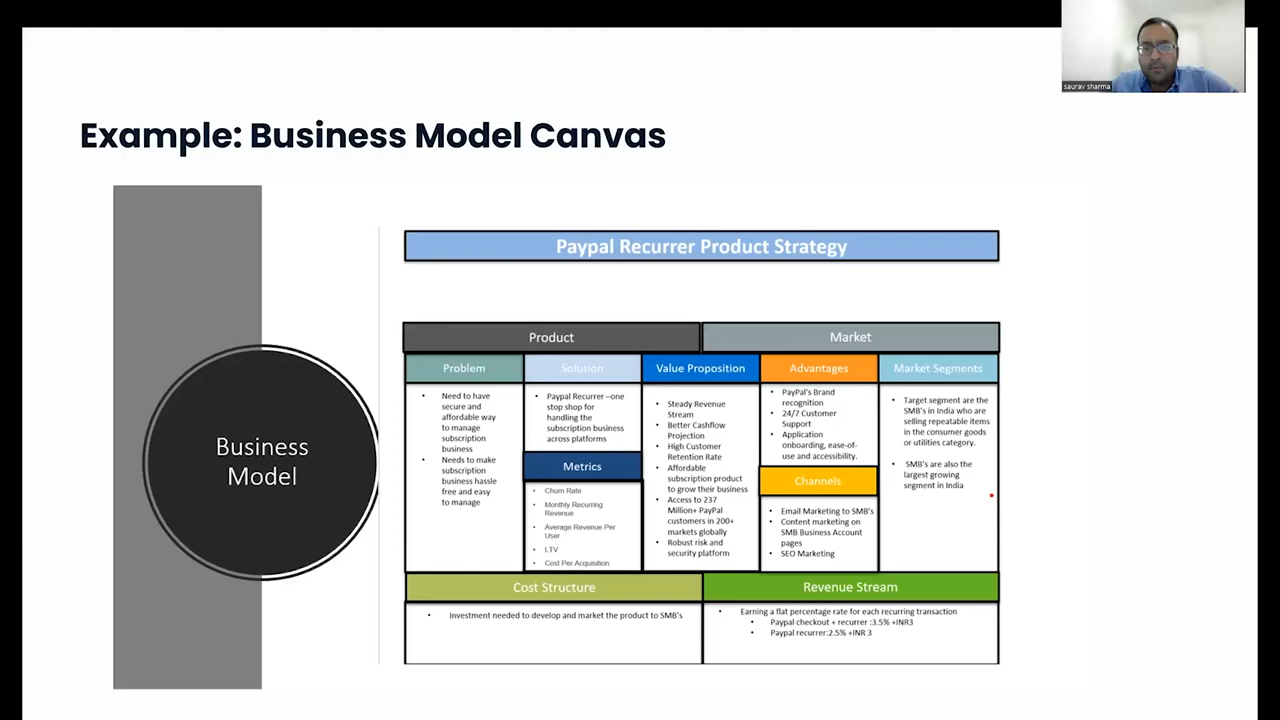 saurav sharma
Example: Business Model Canvas
Business
Model
Paypal Recurrer Product Strategy
Product
Market
Problem
Solution
Value Proposition
Advantages
Market Segments
• Need to have
secure and
affordable way
to manage
subscription
business
• Needs to make
subscription
business hassle
free and easy
to manage
• Paypal Recurrer –one
stop shop for
handling the
subscription business
across platforms
Metrics
• Churn Rate
• Monthly Recurring
Revenue
• Average Revenue Per
User
• LTV
• Cost Per Acquisition
• Steady Revenue
Stream
• Better Cashflow
Projection
• High Customer
Retention Rate
• Affordable
subscription product
to grow their business
• Access to 237
Million+ PayPal
customers in 200+
markets globally
• Robust risk and
security platform
• PayPal's Brand
recognition
• 24/7 Customer
Support
• Application
onboarding, ease-of-
use and accessibility.
Channels
• Email Marketing to SMB's
• Content marketing on
SMB Business Account
pages
• SEO Marketing
• Target segment are the
SMB's in India who are
selling repeatable items
in the consumer goods
or utilities category.
• SMB's are also the
largest growing
segment in India
Cost Structure
Revenue Stream
• Investment needed to develop and market the product to SMB's
• Earning a flat percentage rate for each recurring transaction
• Paypal checkout + recurrer :3.5% +INR3
• Paypal recurrer:2.5% +INR 3